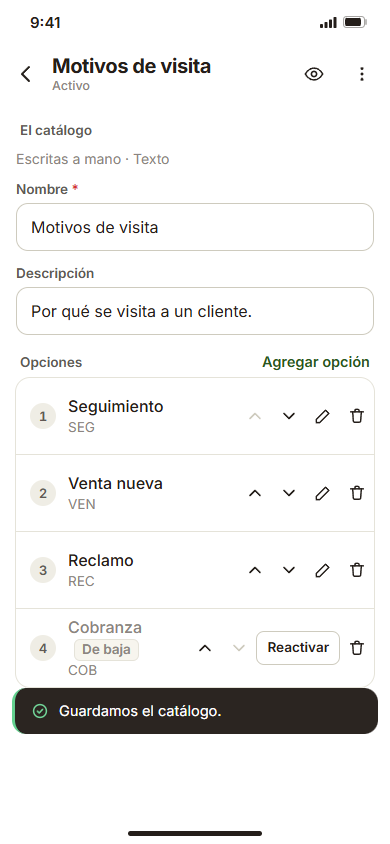 9:41
Motivos de visita
Activo
El catálogo
Escritas a mano · Texto
Nombre *
Motivos de visita
Descripción
Por qué se visita a un cliente.
Opciones
Agregar opción
1
Seguimiento
SEG
2
Venta nueva
VEN
3
Reclamo
REC
4
Cobranza
De baja
COB
Reactivar
Guardamos el catálogo.